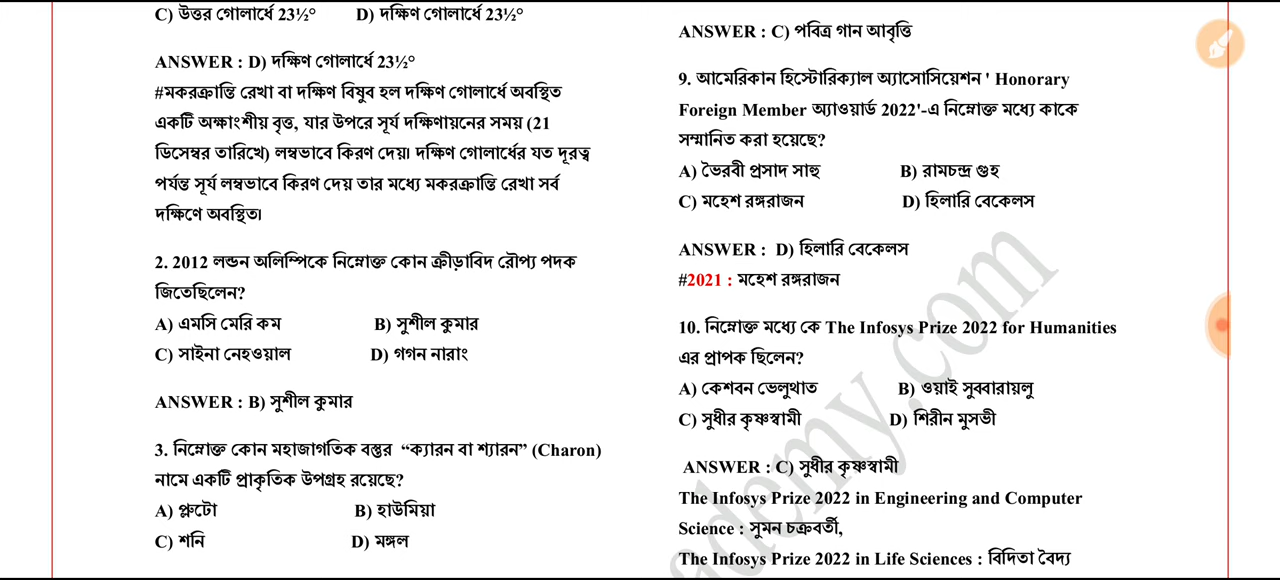 C) উত্তর গোলার্ধে 23½° D) দক্ষিণ গোলার্ধে 23½°
ANSWER : D) দক্ষিণ গোলার্ধে 23½°
#মকরক্রান্তি রেখা বা দক্ষিণ বিষুব হল দক্ষিণ গোলার্ধে অবস্থিত
একটি অক্ষাংশীয় বৃত্ত, যার উপরে সূর্য দক্ষিণায়নের সময় (21
ডিসেম্বর তারিখে) লম্বভাবে কিরণ দেয়। দক্ষিণ গোলার্ধের যত দূরত্ব
পর্যন্ত সূর্য লম্বভাবে কিরণ দেয় তার মধ্যে মকরক্রান্তি রেখা সর্ব
দক্ষিণে অবস্থিত।
2. 2012 লন্ডন অলিম্পিকে নিম্নোক্ত কোন ক্রীড়াবিদ রৌপ্য পদক
জিতেছিলেন?
A) এমসি মেরি কম B) সুশীল কুমার
C) সাইনা নেহওয়াল D) গগন নারাং
ANSWER : B) সুশীল কুমার
3. নিম্নোক্ত কোন মহাজাগতিক বস্তুর “ক্যারন বা শ্যারন” (Charon)
নামে একটি প্রাকৃতিক উপগ্রহ রয়েছে?
A) প্লুটো B) হাউমিয়া
C) শনি D) মঙ্গল
ANSWER : C) পবিত্র গান আবৃত্তি
9. আমেরিকান হিস্টোরিক্যাল অ্যাসোসিয়েশন ' Honorary
Foreign Member অ্যাওয়ার্ড 2022'-এ নিম্নোক্ত মধ্যে কাকে
সম্মানিত করা হয়েছে?
A) ভৈরবী প্রসাদ সাহু B) রামচন্দ্র গুহ
C) মহেশ রঙ্গরাজন D) হিলারি বেকেলস
ANSWER : D) হিলারি বেকেলস
#2021 : মহেশ রঙ্গরাজন
10. নিম্নোক্ত মধ্যে কে The Infosys Prize 2022 for Humanities
এর প্রাপক ছিলেন?
A) কেশবন ভেলুথাত B) ওয়াই সুব্বারায়লু
C) সুধীর কৃষ্ণস্বামী D) শিরীন মুসভী
ANSWER : C) সুধীর কৃষ্ণস্বামী
The Infosys Prize 2022 in Engineering and Computer
Science : সুমন চক্রবর্তী,
The Infosys Prize 2022 in Life Sciences : বিদিতা বৈদ্য
ademy.com